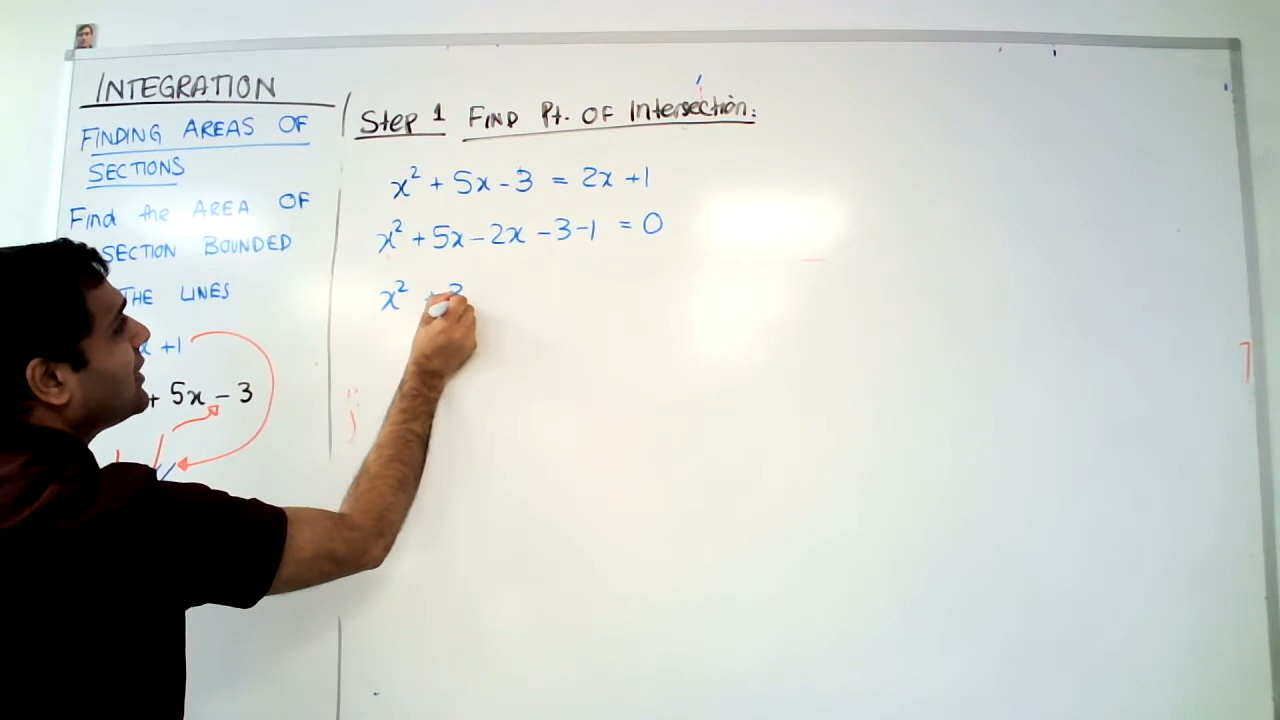 INTEGRATION
FINDING AREAS OF
SECTIONS
Find the AREA OF
SECTION BOUNDED
THE LINES
+1
+ 5x - 3
Step 1 FIND Pt. OF Intersection:
x² + 5x - 3 = 2x + 1
x² + 5x - 2x - 3 - 1 = 0
x² + 3